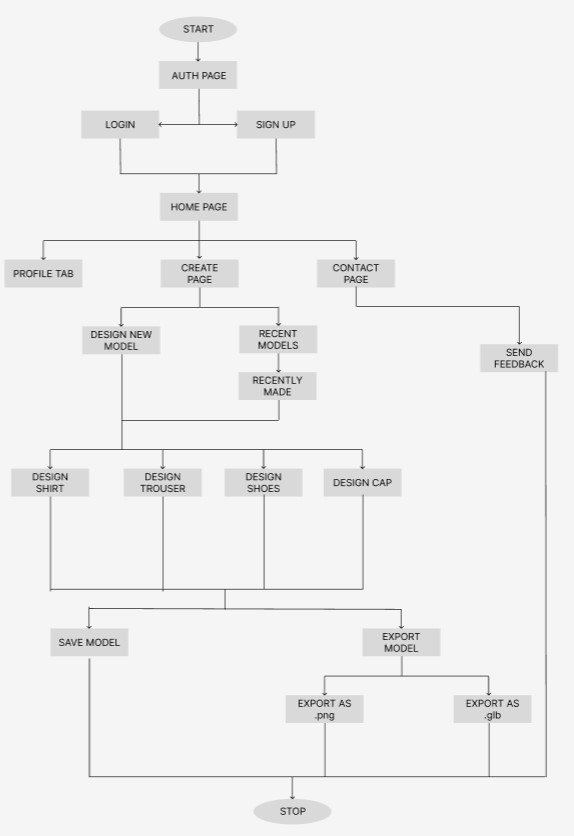 START
AUTH PAGE
LOGIN
SIGN UP
HOME PAGE
PROFILE TAB
CREATE
PAGE
CONTACT
PAGE
DESIGN NEW
MODEL
RECENT
MODELS
SEND
FEEDBACK
RECENTLY
MADE
DESIGN
SHIRT
DESIGN
TROUSER
DESIGN
SHOES
DESIGN CAP
SAVE MODEL
EXPORT
MODEL
EXPORT AS
.png
EXPORT AS
.glb
STOP